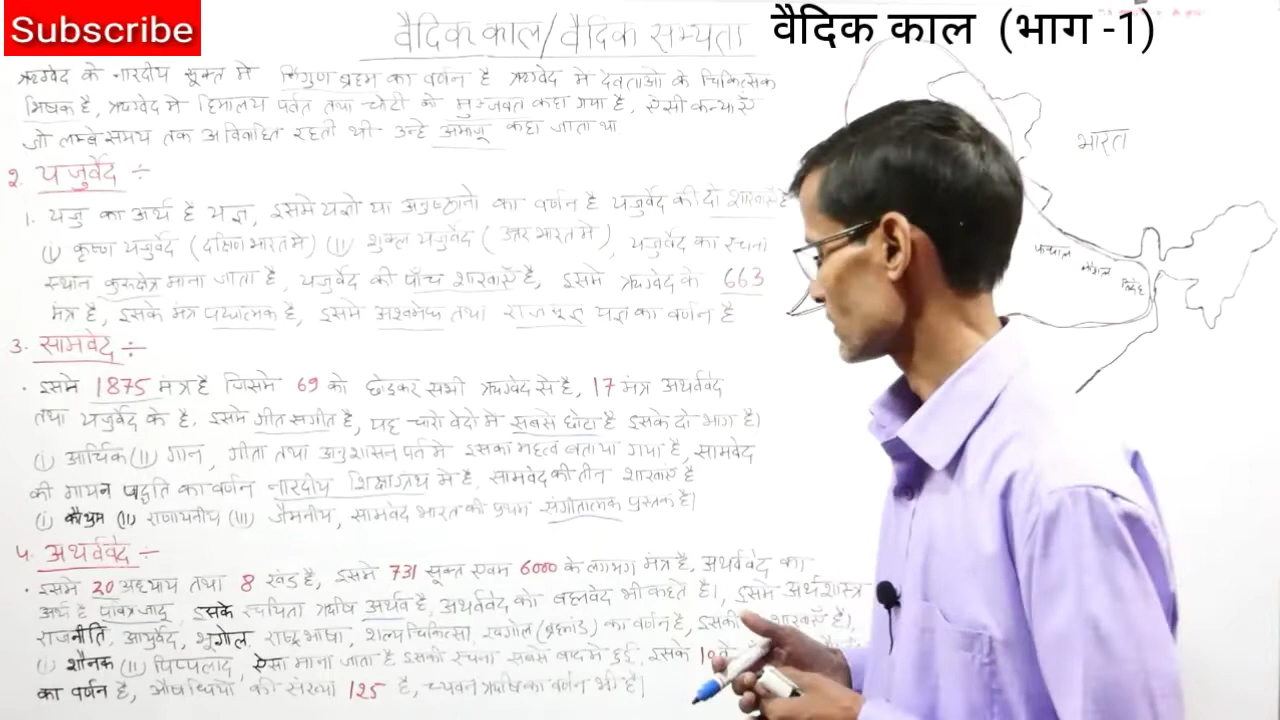 Subscribe
वैदिक काल/वैदिक सभ्यता
वैदिक काल (भाग -1)
ऋग्वेद के नारदीय सूक्त मे निर्गुण ब्रह्म का वर्णन है ऋग्वेद मे देवताओ के चिकित्सक
भिषक है, ऋग्वेद मे हिमालय पर्वत तथा चोटी को मुञ्जवत कहा गया है, ऐसी कन्याऐ
जो लम्बे समय तक अविवाहित रहती थी उन्हे अमाजू कहा जाता था
भारत
2. यजुर्वेद ÷
1. यजु का अर्थ है यज्ञ, इसमे यज्ञो या अनुष्ठानो का वर्णन है यजुर्वेद की दो शाखाऐ है
(i) कृष्ण यजुर्वेद (दक्षिण भारत मे) (II) शुक्ल यजुर्वेद (उत्तर भारत मे), यजुर्वेद का रचना
स्थान कुरुक्षेत्र माना जाता है, यजुर्वेद की पाँच शाखाऐँ है, इसमे ऋग्वेद के 663
मंत्र है, इसके मंत्र पद्यात्मक है, इसमे अश्वमेध तथा राजसूय यज्ञ का वर्णन है
पांचाल
विदेह
3. सामवेद ÷
· इसमे 1875 मंत्र है जिसमे 69 को छोडकर सभी ऋग्वेद से है, 17 मंत्र अथर्ववेद
तथा यजुर्वेद के है, इसमे गीत संगीत है, यह चारो वेदो मे सबसे छोटा है इसके दो भाग है।
(i) आर्चिक (II) गान, गीता तथा अनुशासन पर्व मे इसका महत्व बताया गया है, सामवेद
की गायन पद्धति का वर्णन नारदीय शिक्षा ग्रंथ मे है, सामवेद की तीन शाखाऐँ है
(i) कौथुम (II) राणायनीय (III) जैमनीय, सामवेद भारत की प्रथम संगीतात्मक पुस्तक है।
4. अथर्ववेद ÷
· इसमे 20 अध्याय तथा 8 खंड है, इसमे 731 सूक्त एवम 6000 के लगभग मंत्र है, अथर्ववेद का
अर्थ है पवित्र जादू, इसके रचयिता ऋषि अर्थव है, अथर्ववेद को ब्रह्मवेद भी कहते है।, इसमे अर्थशास्त्र
राजनीति, आयुर्वेद, भूगोल, राष्ट्रभाषा, शल्य चिकित्सा, खगोल (ब्रह्मांड) का वर्णन है, इसकी शाखाऐँ है।
(i) शौनक (II) पिप्पलाद, ऐसा माना जाता है इसकी रचना सबसे बाद मे हुई, इसके 10वे
का वर्णन है, औषधियो की संख्या 125 है, च्यवन ऋषि का वर्णन भी है।